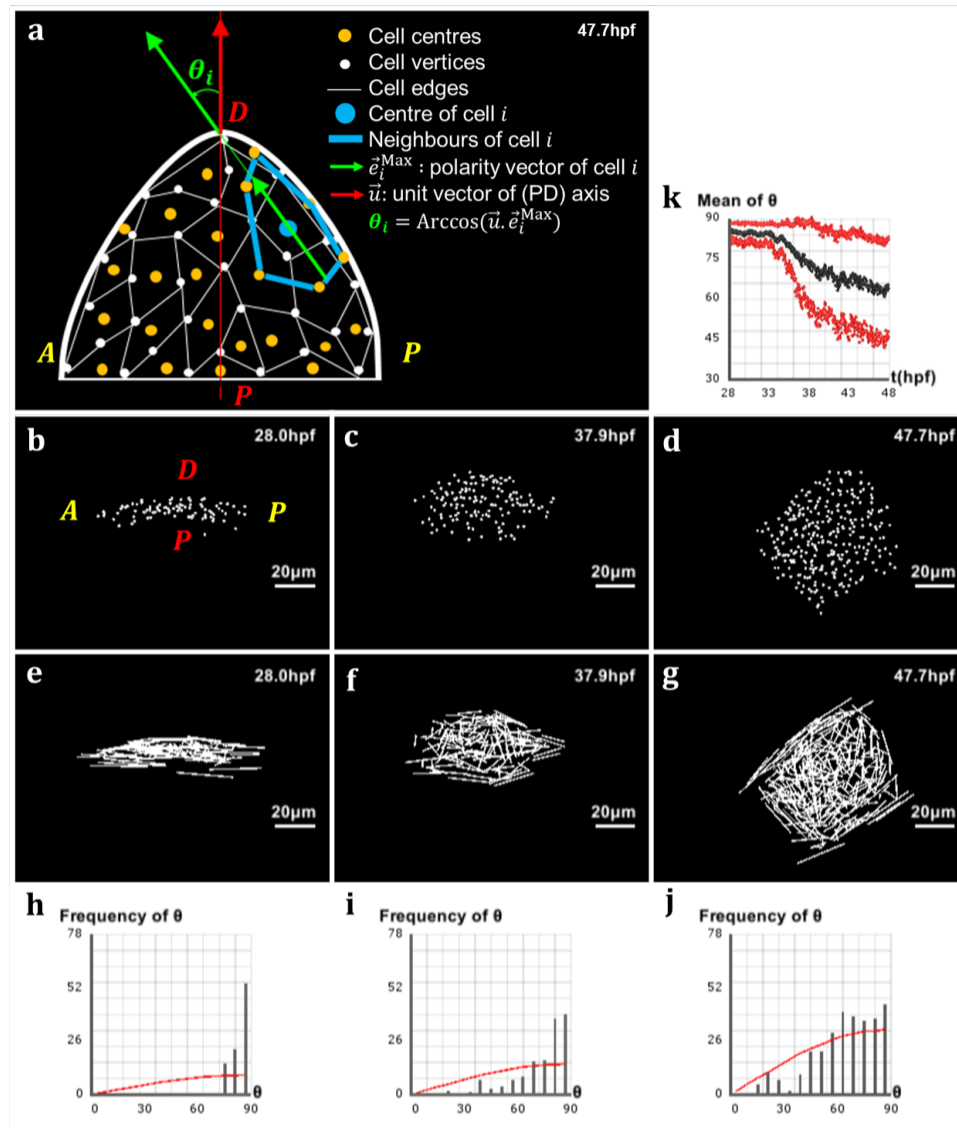 a
47.7hpf
θᵢ
D
A
P
P
Cell centres
Cell vertices
Cell edges
Centre of cell i
Neighbours of cell i
e⃗ᵢᴹᵃˣ : polarity vector of cell i
u⃗: unit vector of (PD) axis
θᵢ = Arccos(u⃗.e⃗ᵢᴹᵃˣ)
k
Mean of θ
90
75
60
45
30
28 33 38 43 48
t(hpf)
b
28.0hpf
D
A
P
P
20μm
c
37.9hpf
20μm
d
47.7hpf
20μm
e
28.0hpf
20μm
f
37.9hpf
20μm
g
47.7hpf
20μm
h
Frequency of θ
78
52
26
0
θ
0 30 60 90
i
Frequency of θ
78
52
26
0
θ
0 30 60 90
j
Frequency of θ
78
52
26
0
θ
0 30 60 90